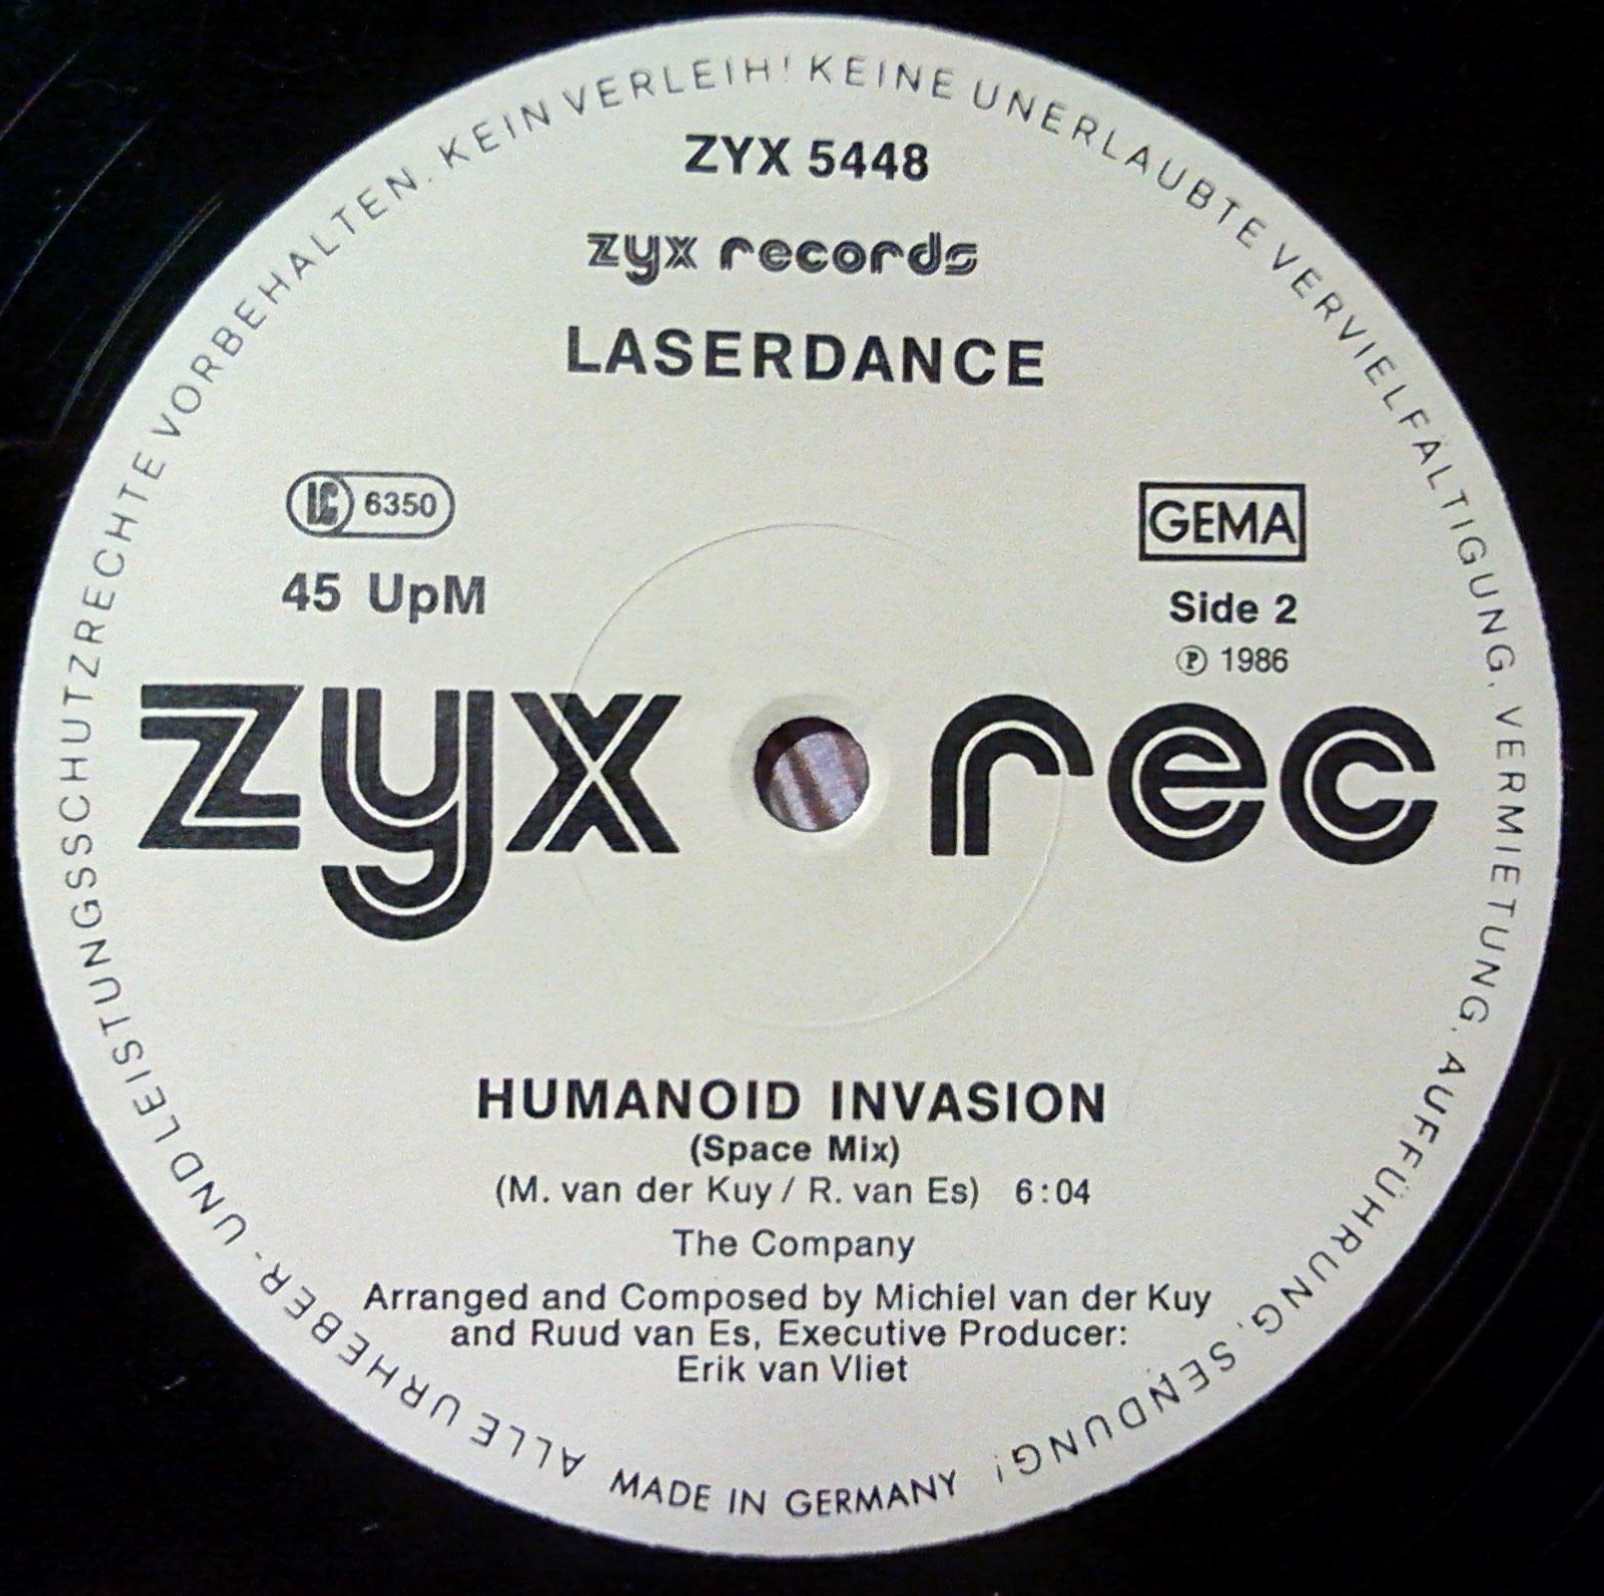 ALLE URHEBER- UND LEISTUNGSSCHUTZRECHTE VORBEHALTEN. KEIN VERLEIH! KEINE UNERLAUBTE VERVIELFÄLTIGUNG, VERMIETUNG, AUFFÜHRUNG, SENDUNG!
ZYX 5448
zyx records
LASERDANCE
LC 6350
GEMA
45 UpM
Side 2
℗ 1986
zyx rec
HUMANOID INVASION
(Space Mix)
(M. van der Kuy / R. van Es) 6:04
The Company
Arranged and Composed by Michiel van der Kuy
and Ruud van Es, Executive Producer:
Erik van Vliet
MADE IN GERMANY